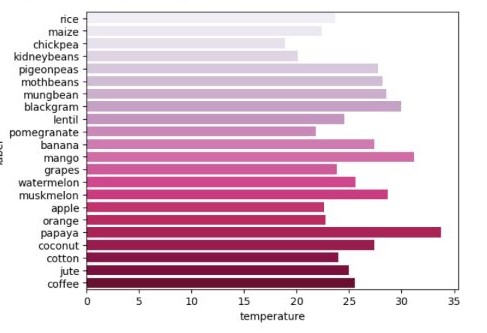 rice
maize
chickpea
kidneybeans
pigeonpeas
mothbeans
mungbean
blackgram
lentil
pomegranate
banana
mango
grapes
watermelon
muskmelon
apple
orange
papaya
coconut
cotton
jute
coffee
0 5 10 15 20 25 30 35
temperature